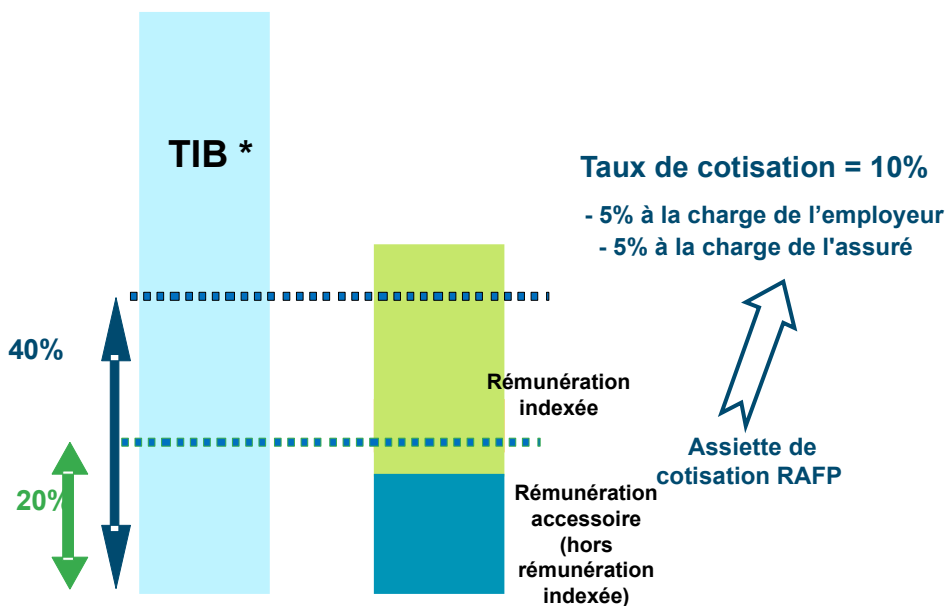 TIB *
Taux de cotisation = 10%
- 5% à la charge de l’employeur
- 5% à la charge de l'assuré
40%
Rémunération
indexée
Assiette de
cotisation RAFP
20%
Rémunération
accessoire
(hors
rémunération
indexée)